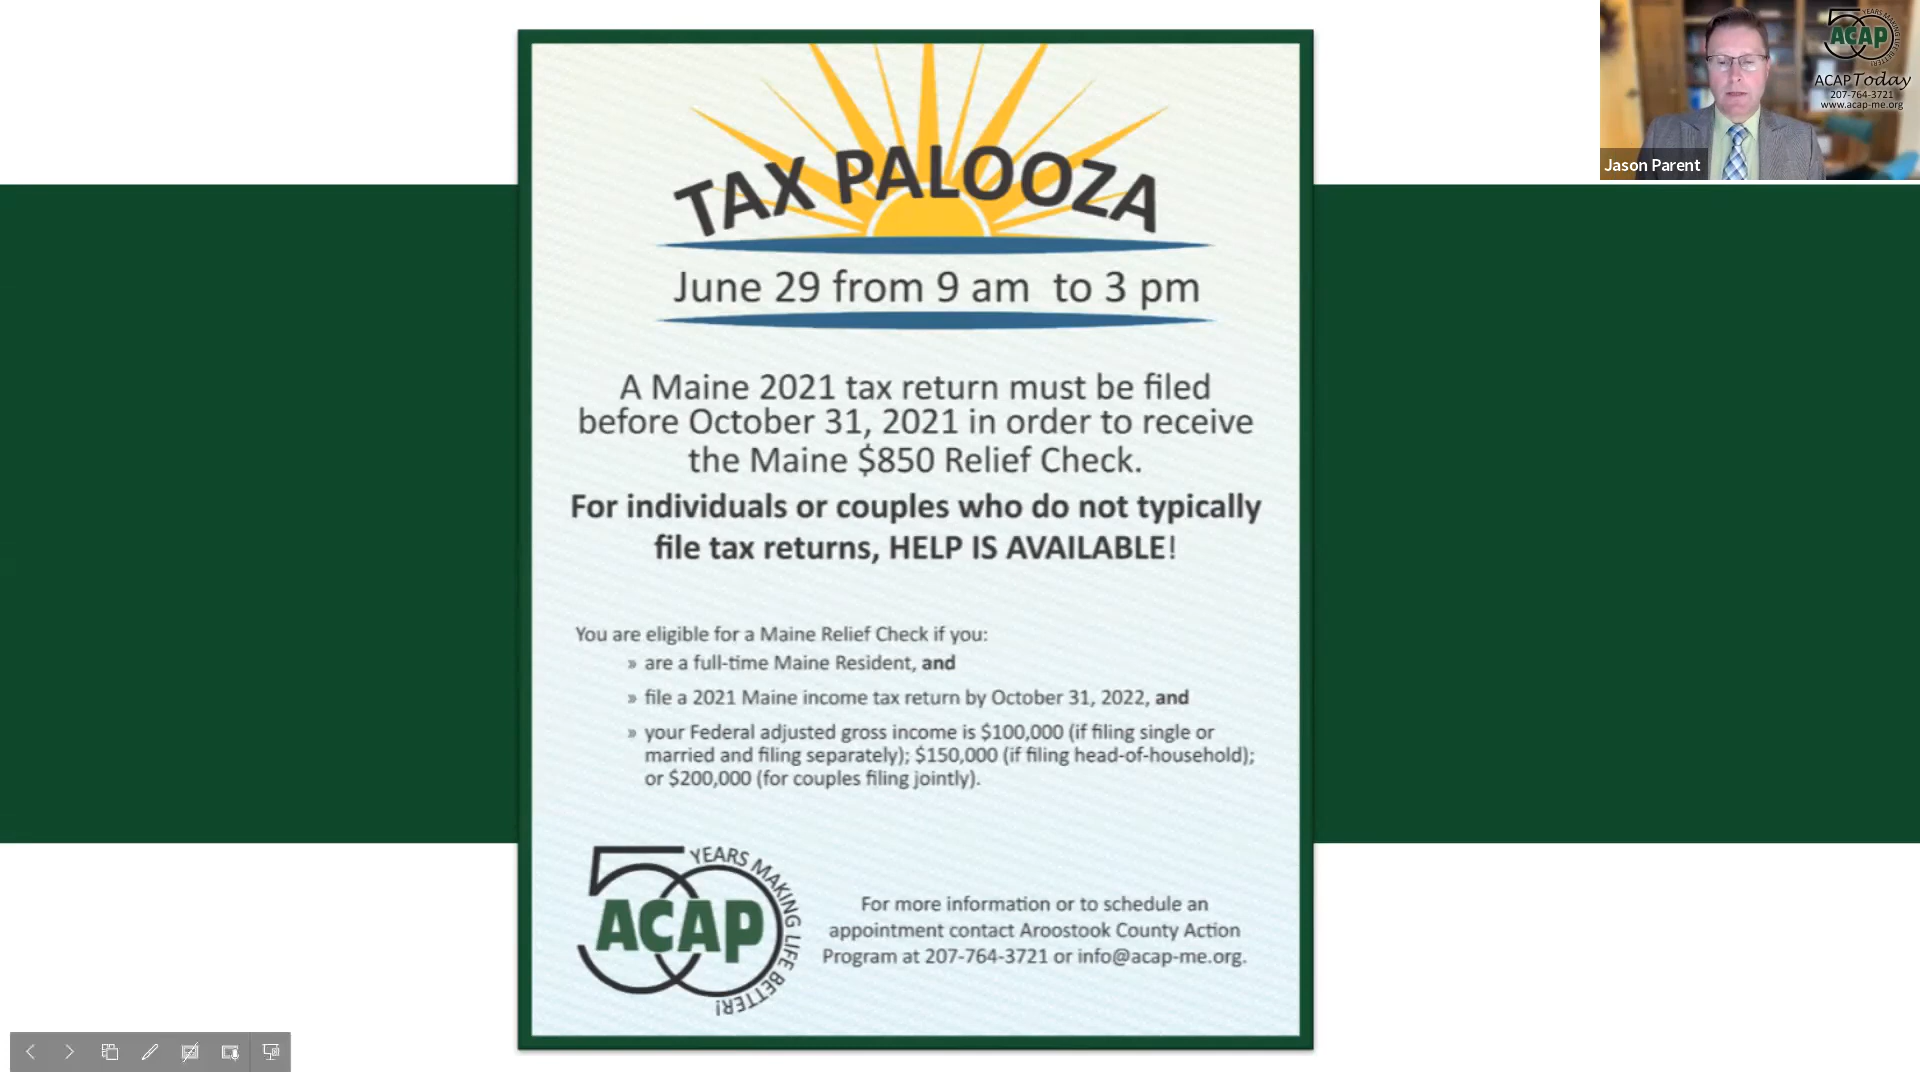 TAX PALOOZA
June 29 from 9 am to 3 pm
A Maine 2021 tax return must be filed
before October 31, 2021 in order to receive
the Maine $850 Relief Check.
For individuals or couples who do not typically
file tax returns, HELP IS AVAILABLE!
You are eligible for a Maine Relief Check if you:
» are a full-time Maine Resident, and
» file a 2021 Maine income tax return by October 31, 2022, and
» your Federal adjusted gross income is $100,000 (if filing single or
married and filing separately); $150,000 (if filing head-of-household);
or $200,000 (for couples filing jointly).
50 YEARS MAKING LIFE BETTER!
ACAP
For more information or to schedule an
appointment contact Aroostook County Action
Program at 207-764-3721 or info@acap-me.org.
50 YEARS MAKING LIFE BETTER!
ACAP
ACAP Today
207-764-3721
www.acap-me.org
Jason Parent